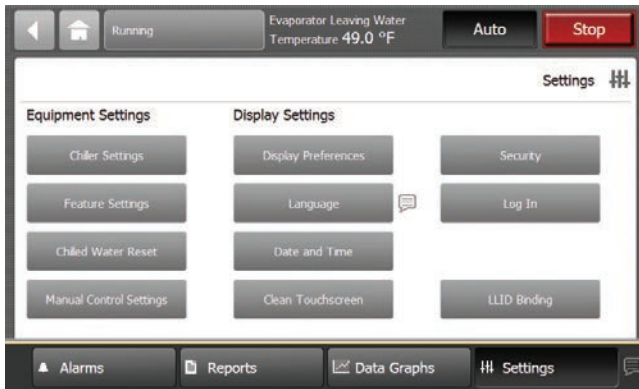 Running
Evaporator Leaving Water
Temperature 49.0 °F
Auto
Stop
Settings
Equipment Settings
Display Settings
Chiller Settings
Display Preferences
Security
Feature Settings
Language
Log In
Chilled Water Reset
Date and Time
Manual Control Settings
Clean Touchscreen
LLID Binding
Alarms
Reports
Data Graphs
Settings